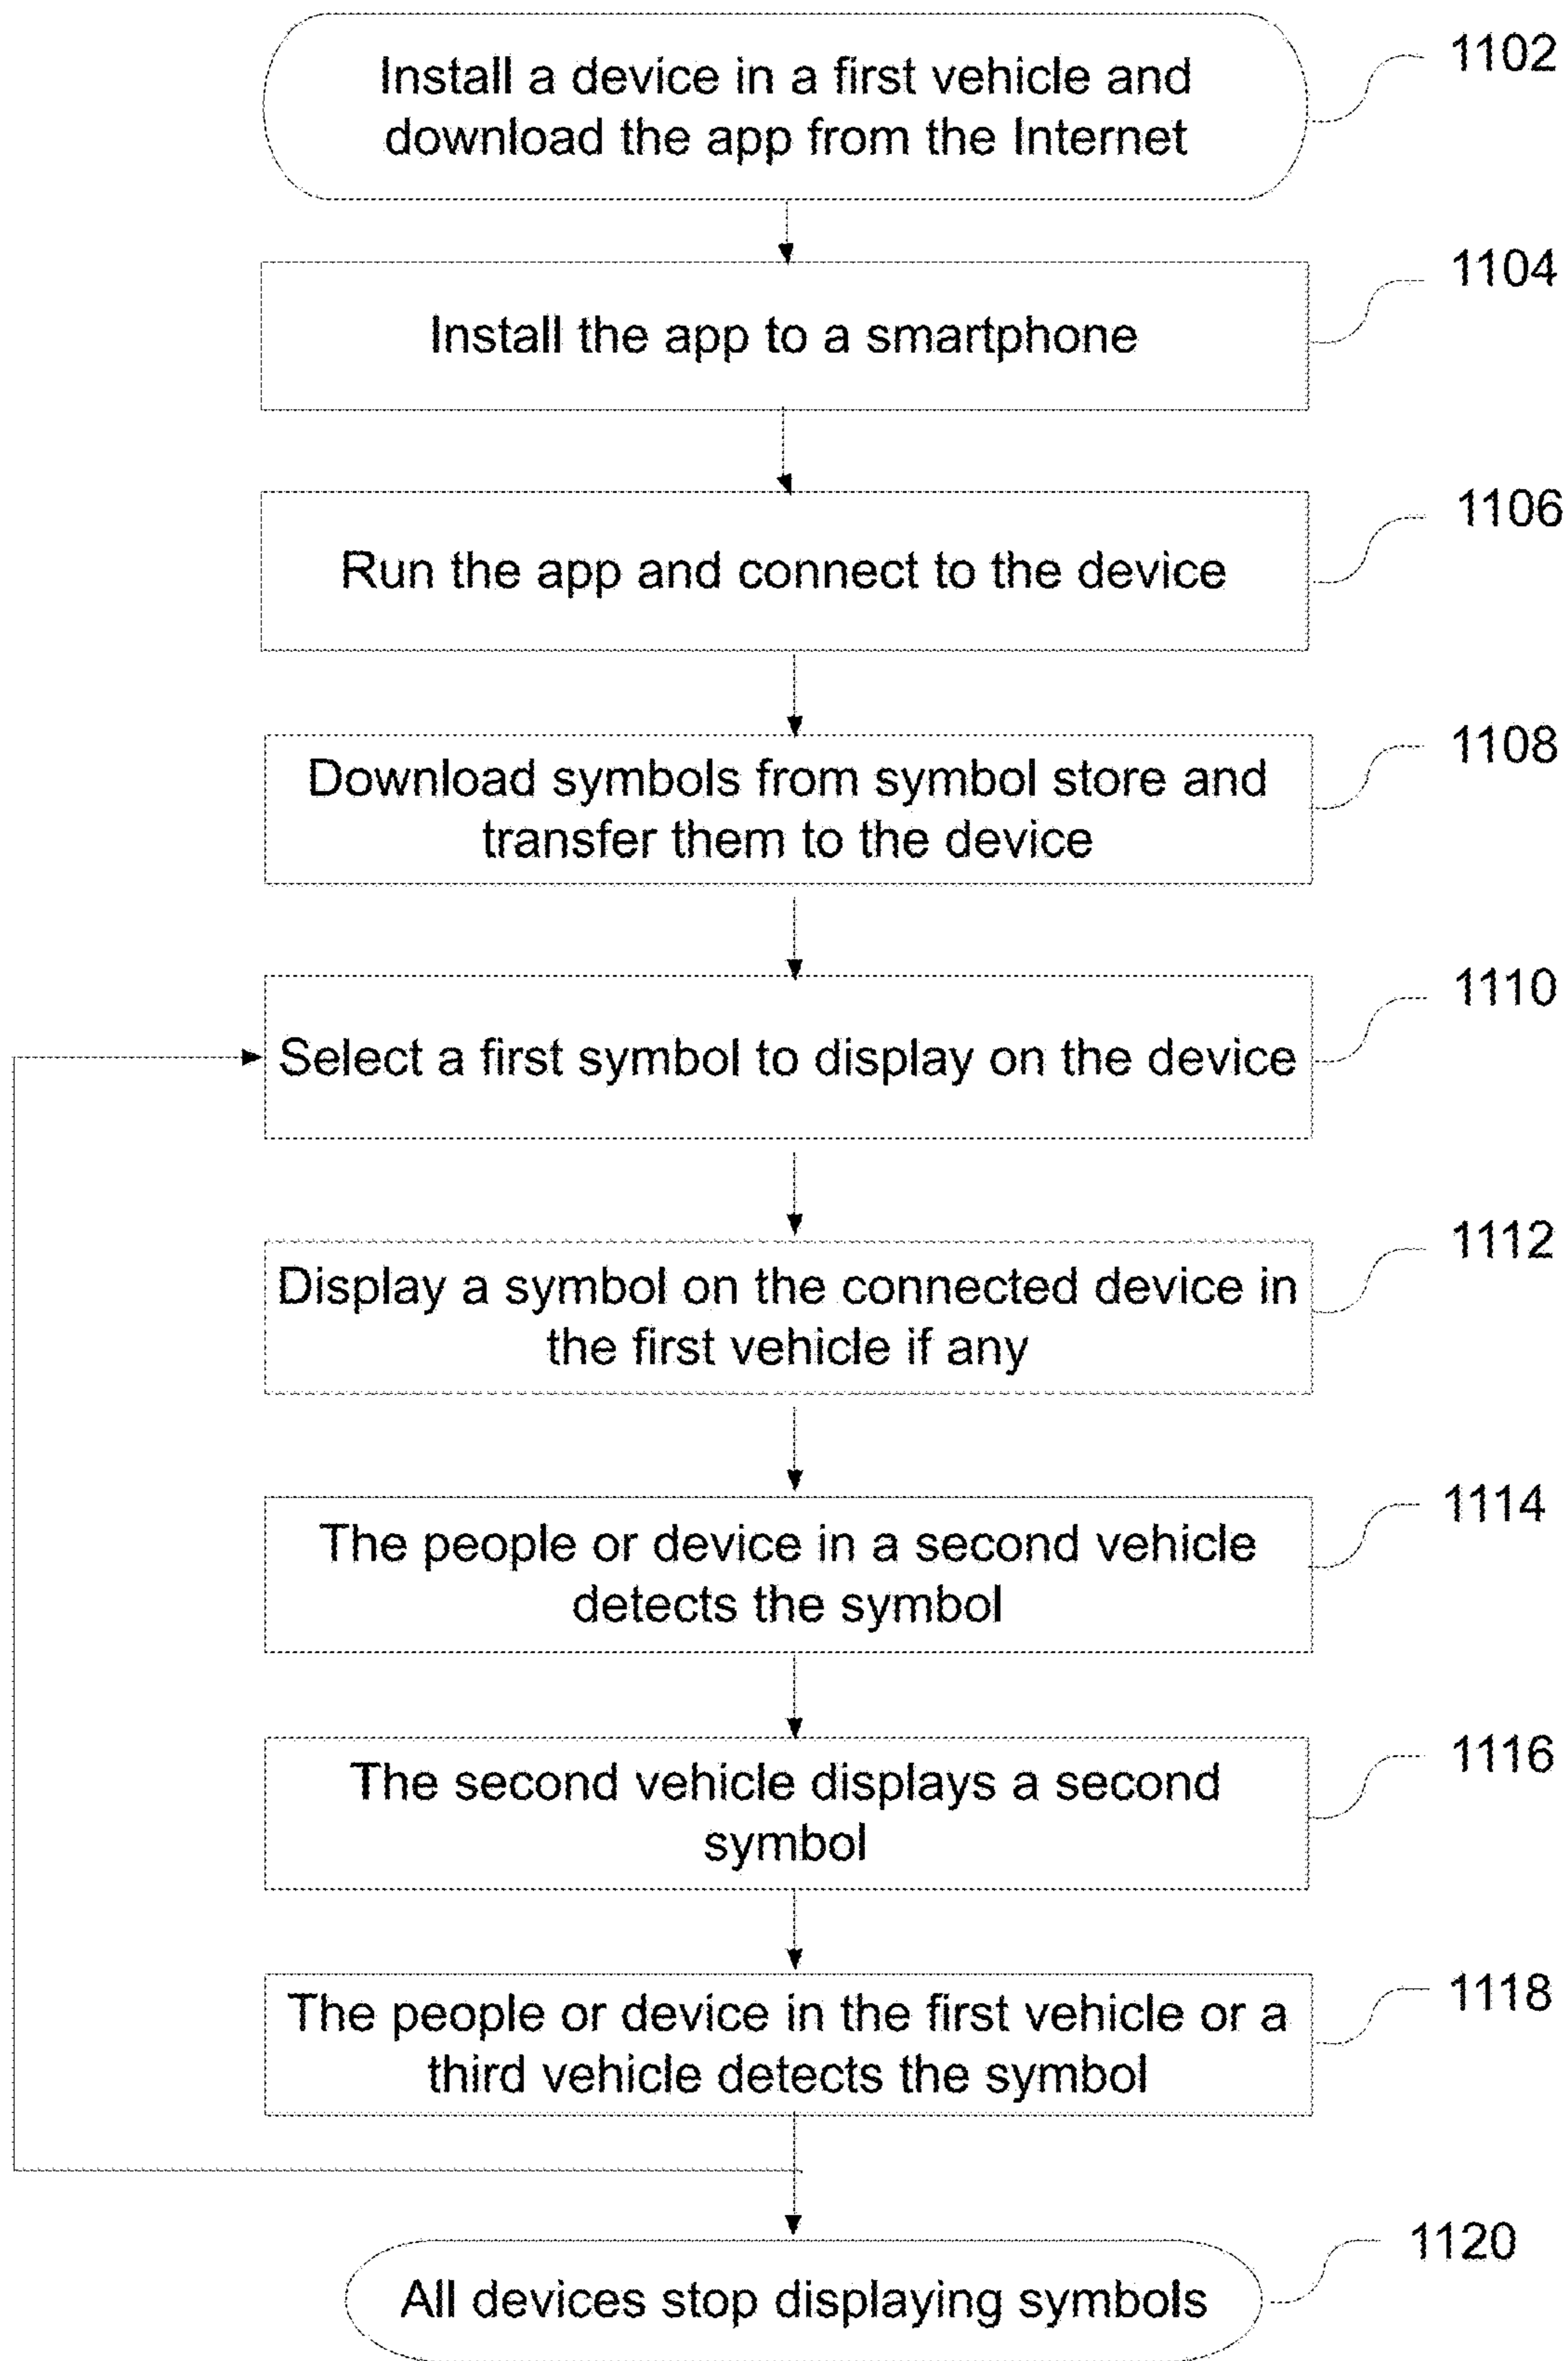 Install a device in a first vehicle and
download the app from the Internet
1102
Install the app to a smartphone
1104
Run the app and connect to the device
1106
Download symbols from symbol store and
transfer them to the device
1108
Select a first symbol to display on the device
1110
Display a symbol on the connected device in
the first vehicle if any
1112
The people or device in a second vehicle
detects the symbol
1114
The second vehicle displays a second
symbol
1116
The people or device in the first vehicle or a
third vehicle detects the symbol
1118
All devices stop displaying symbols
1120